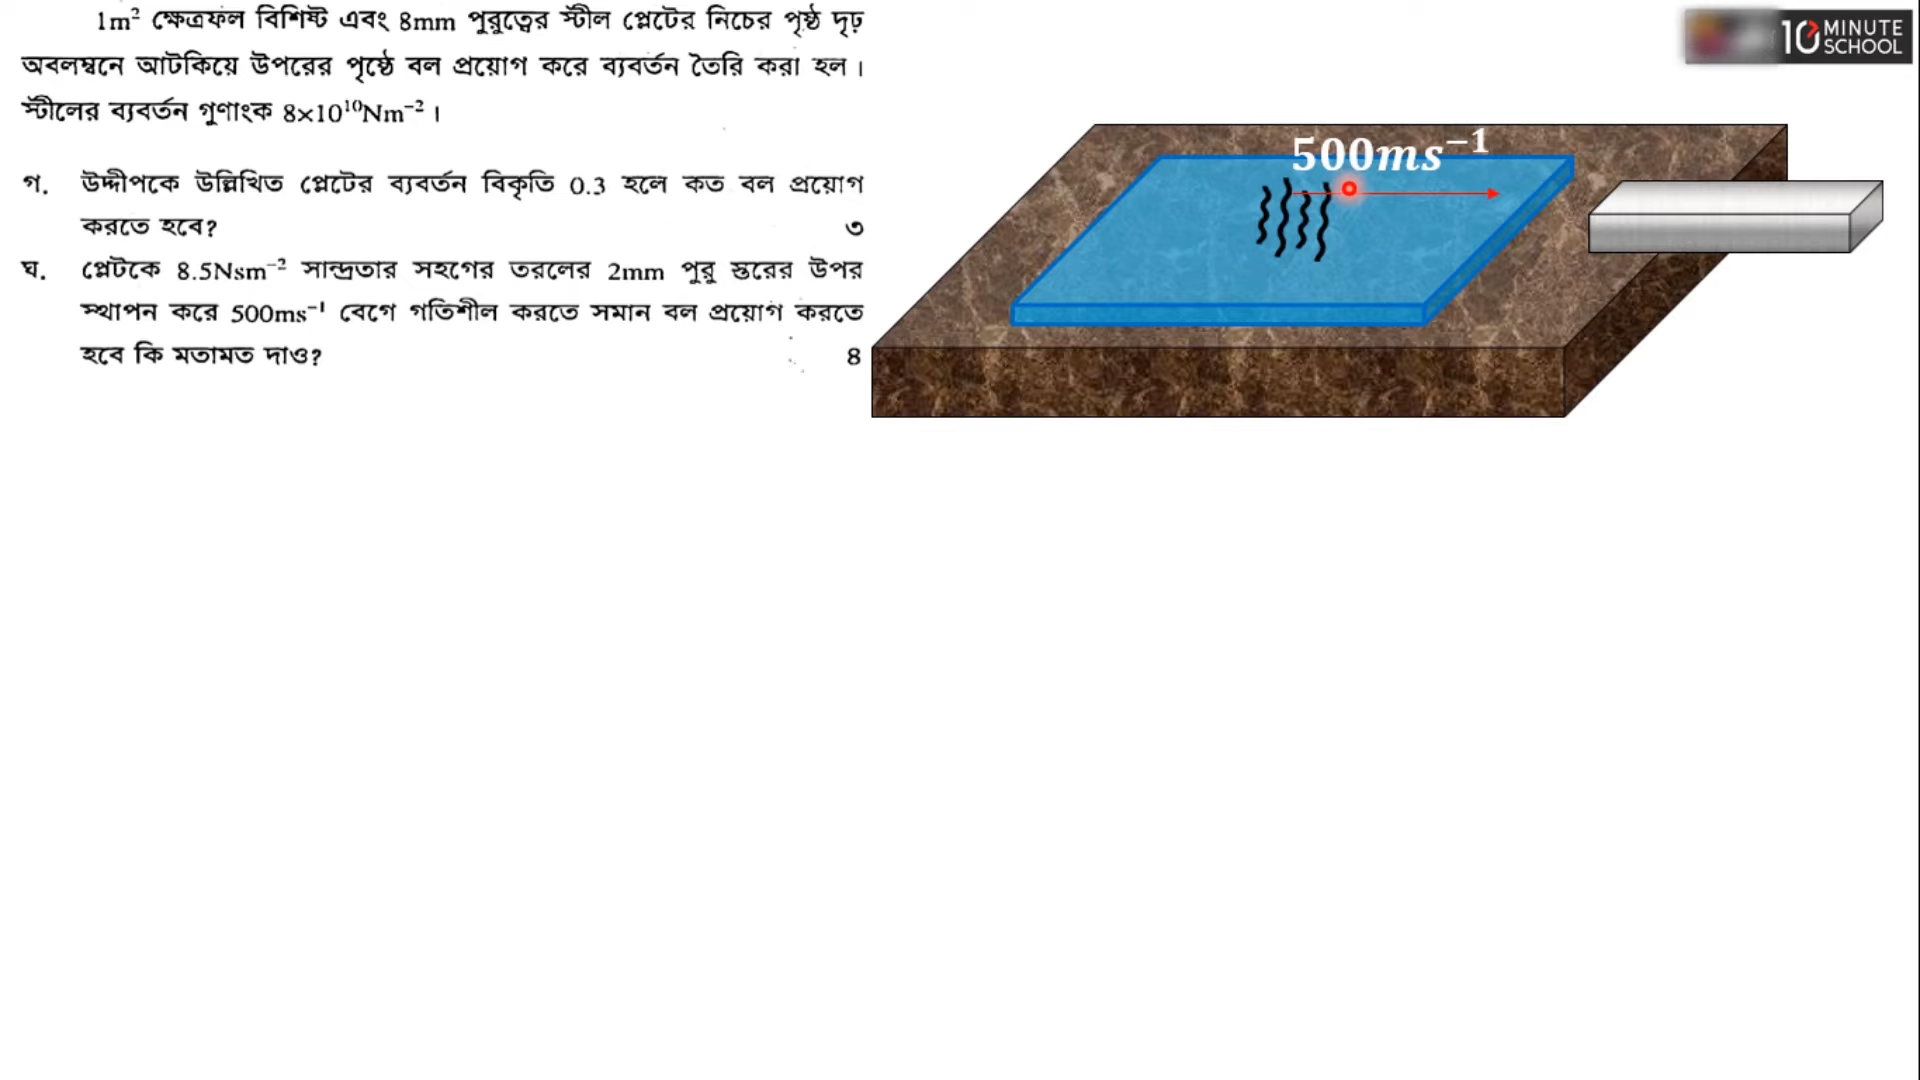 1m² ক্ষেত্রফল বিশিষ্ট এবং 8mm পুরুত্বের স্টীল প্লেটের নিচের পৃষ্ঠ দৃঢ়
অবলম্বনে আটকিয়ে উপরের পৃষ্ঠে বল প্রয়োগ করে ব্যবর্তন তৈরি করা হল।
স্টীলের ব্যবর্তন গুণাংক 8×10¹⁰Nm⁻²।
গ. উদ্দীপকে উল্লিখিত প্লেটের ব্যবর্তন বিকৃতি 0.3 হলে কত বল প্রয়োগ
করতে হবে? ৩
ঘ. প্লেটকে 8.5Nsm⁻² সান্দ্রতার সহগের তরলের 2mm পুরু স্তরের উপর
স্থাপন করে 500ms⁻¹ বেগে গতিশীল করতে সমান বল প্রয়োগ করতে
হবে কি মতামত দাও? ৪
500ms⁻¹
10 MINUTE
SCHOOL